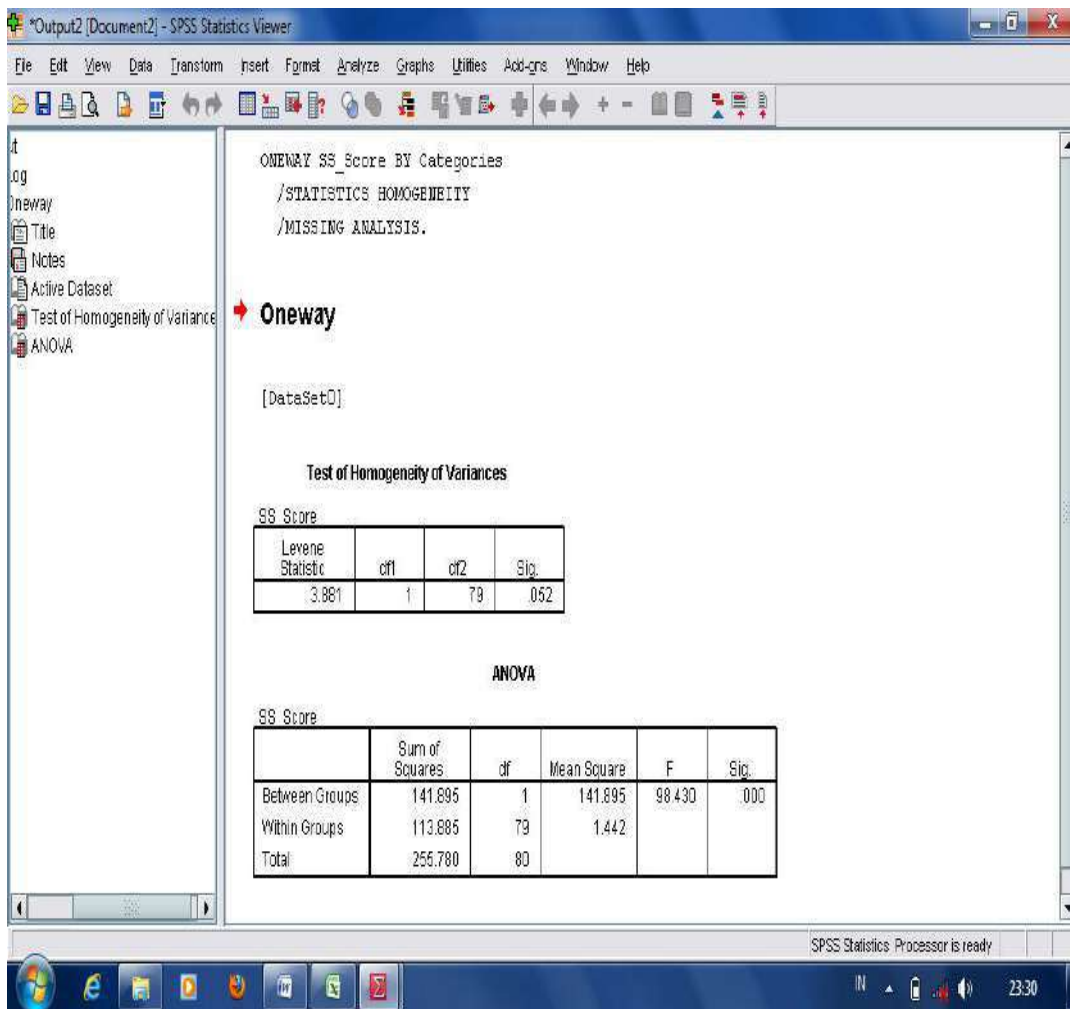 *Output2 [Document2] - SPSS Statistics Viewer
File Edit View Data Transform Insert Format Analyze Graphs Utilities Add-ons Window Help
ut
Log
Oneway
Title
Notes
Active Dataset
Test of Homogeneity of Variance
ANOVA
ONEWAY SS_Score BY Categories
/STATISTICS HOMOGENEITY
/MISSING ANALYSIS.
Oneway
[DataSet0]
Test of Homogeneity of Variances
SS_Score
Levene Statistic df1 df2 Sig.
3.881 1 79 .052
ANOVA
SS_Score
Sum of Squares df Mean Square F Sig.
Between Groups 141.895 1 141.895 98.430 .000
Within Groups 113.885 79 1.442
Total 255.780 80
SPSS Statistics Processor is ready
IN 23:30